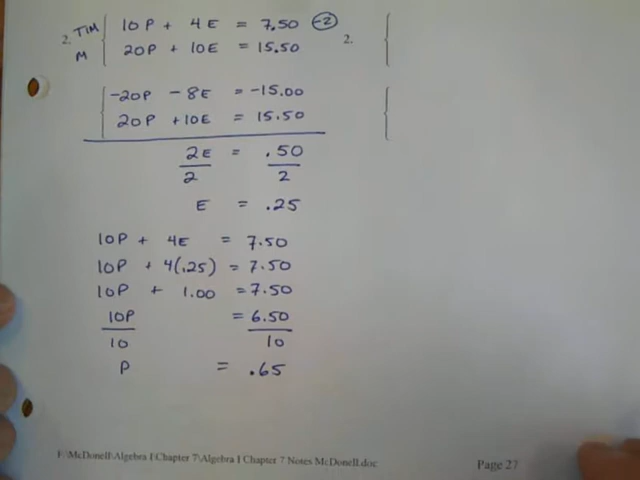 2. TIM 10P + 4E = 7.50 (-2) 2.
M 20P + 10E = 15.50
-20P - 8E = -15.00
20P + 10E = 15.50
2E = .50
2 2
E = .25
10P + 4E = 7.50
10P + 4(.25) = 7.50
10P + 1.00 = 7.50
10P = 6.50
10 10
P = .65
F:\McDonell\Algebra I\Chapter 7\Algebra I Chapter 7 Notes McDonell.doc Page 27